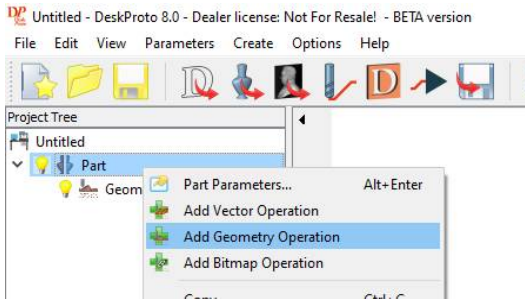 DP Untitled - DeskProto 8.0 - Dealer license: Not For Resale! - BETA version
File Edit View Parameters Create Options Help
Project Tree
Untitled
Part
Geom
Part Parameters... Alt+Enter
Add Vector Operation
Add Geometry Operation
Add Bitmap Operation